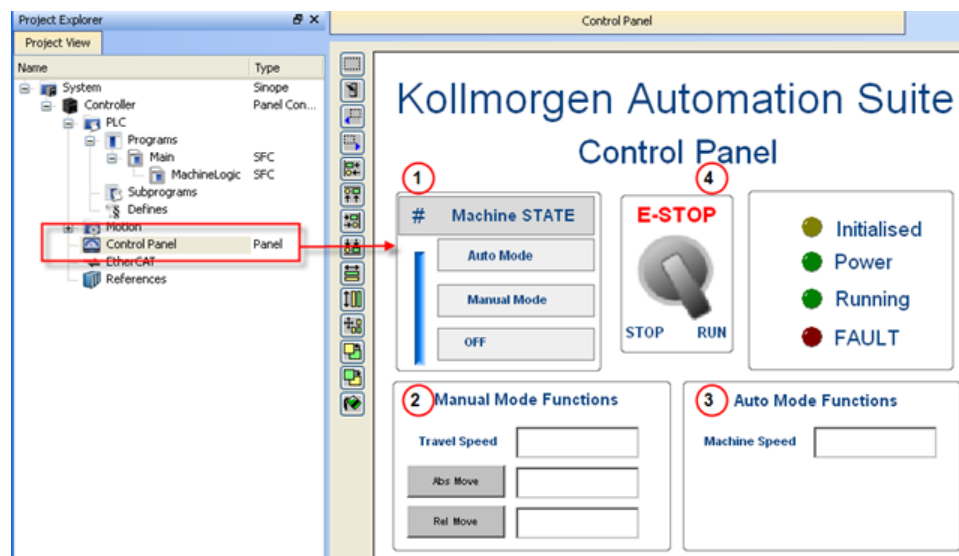 Project Explorer
Project View
Name Type
System Sinope
Controller Panel Con...
PLC
Programs
Main SFC
MachineLogic SFC
Subprograms
Defines
Motion
Control Panel Panel
EtherCAT
References
Control Panel
Kollmorgen Automation Suite
Control Panel
1
# Machine STATE
Auto Mode
Manual Mode
OFF
4
E-STOP
STOP RUN
Initialised
Power
Running
FAULT
2 Manual Mode Functions
Travel Speed
Abs Move
Rel Move
3 Auto Mode Functions
Machine Speed